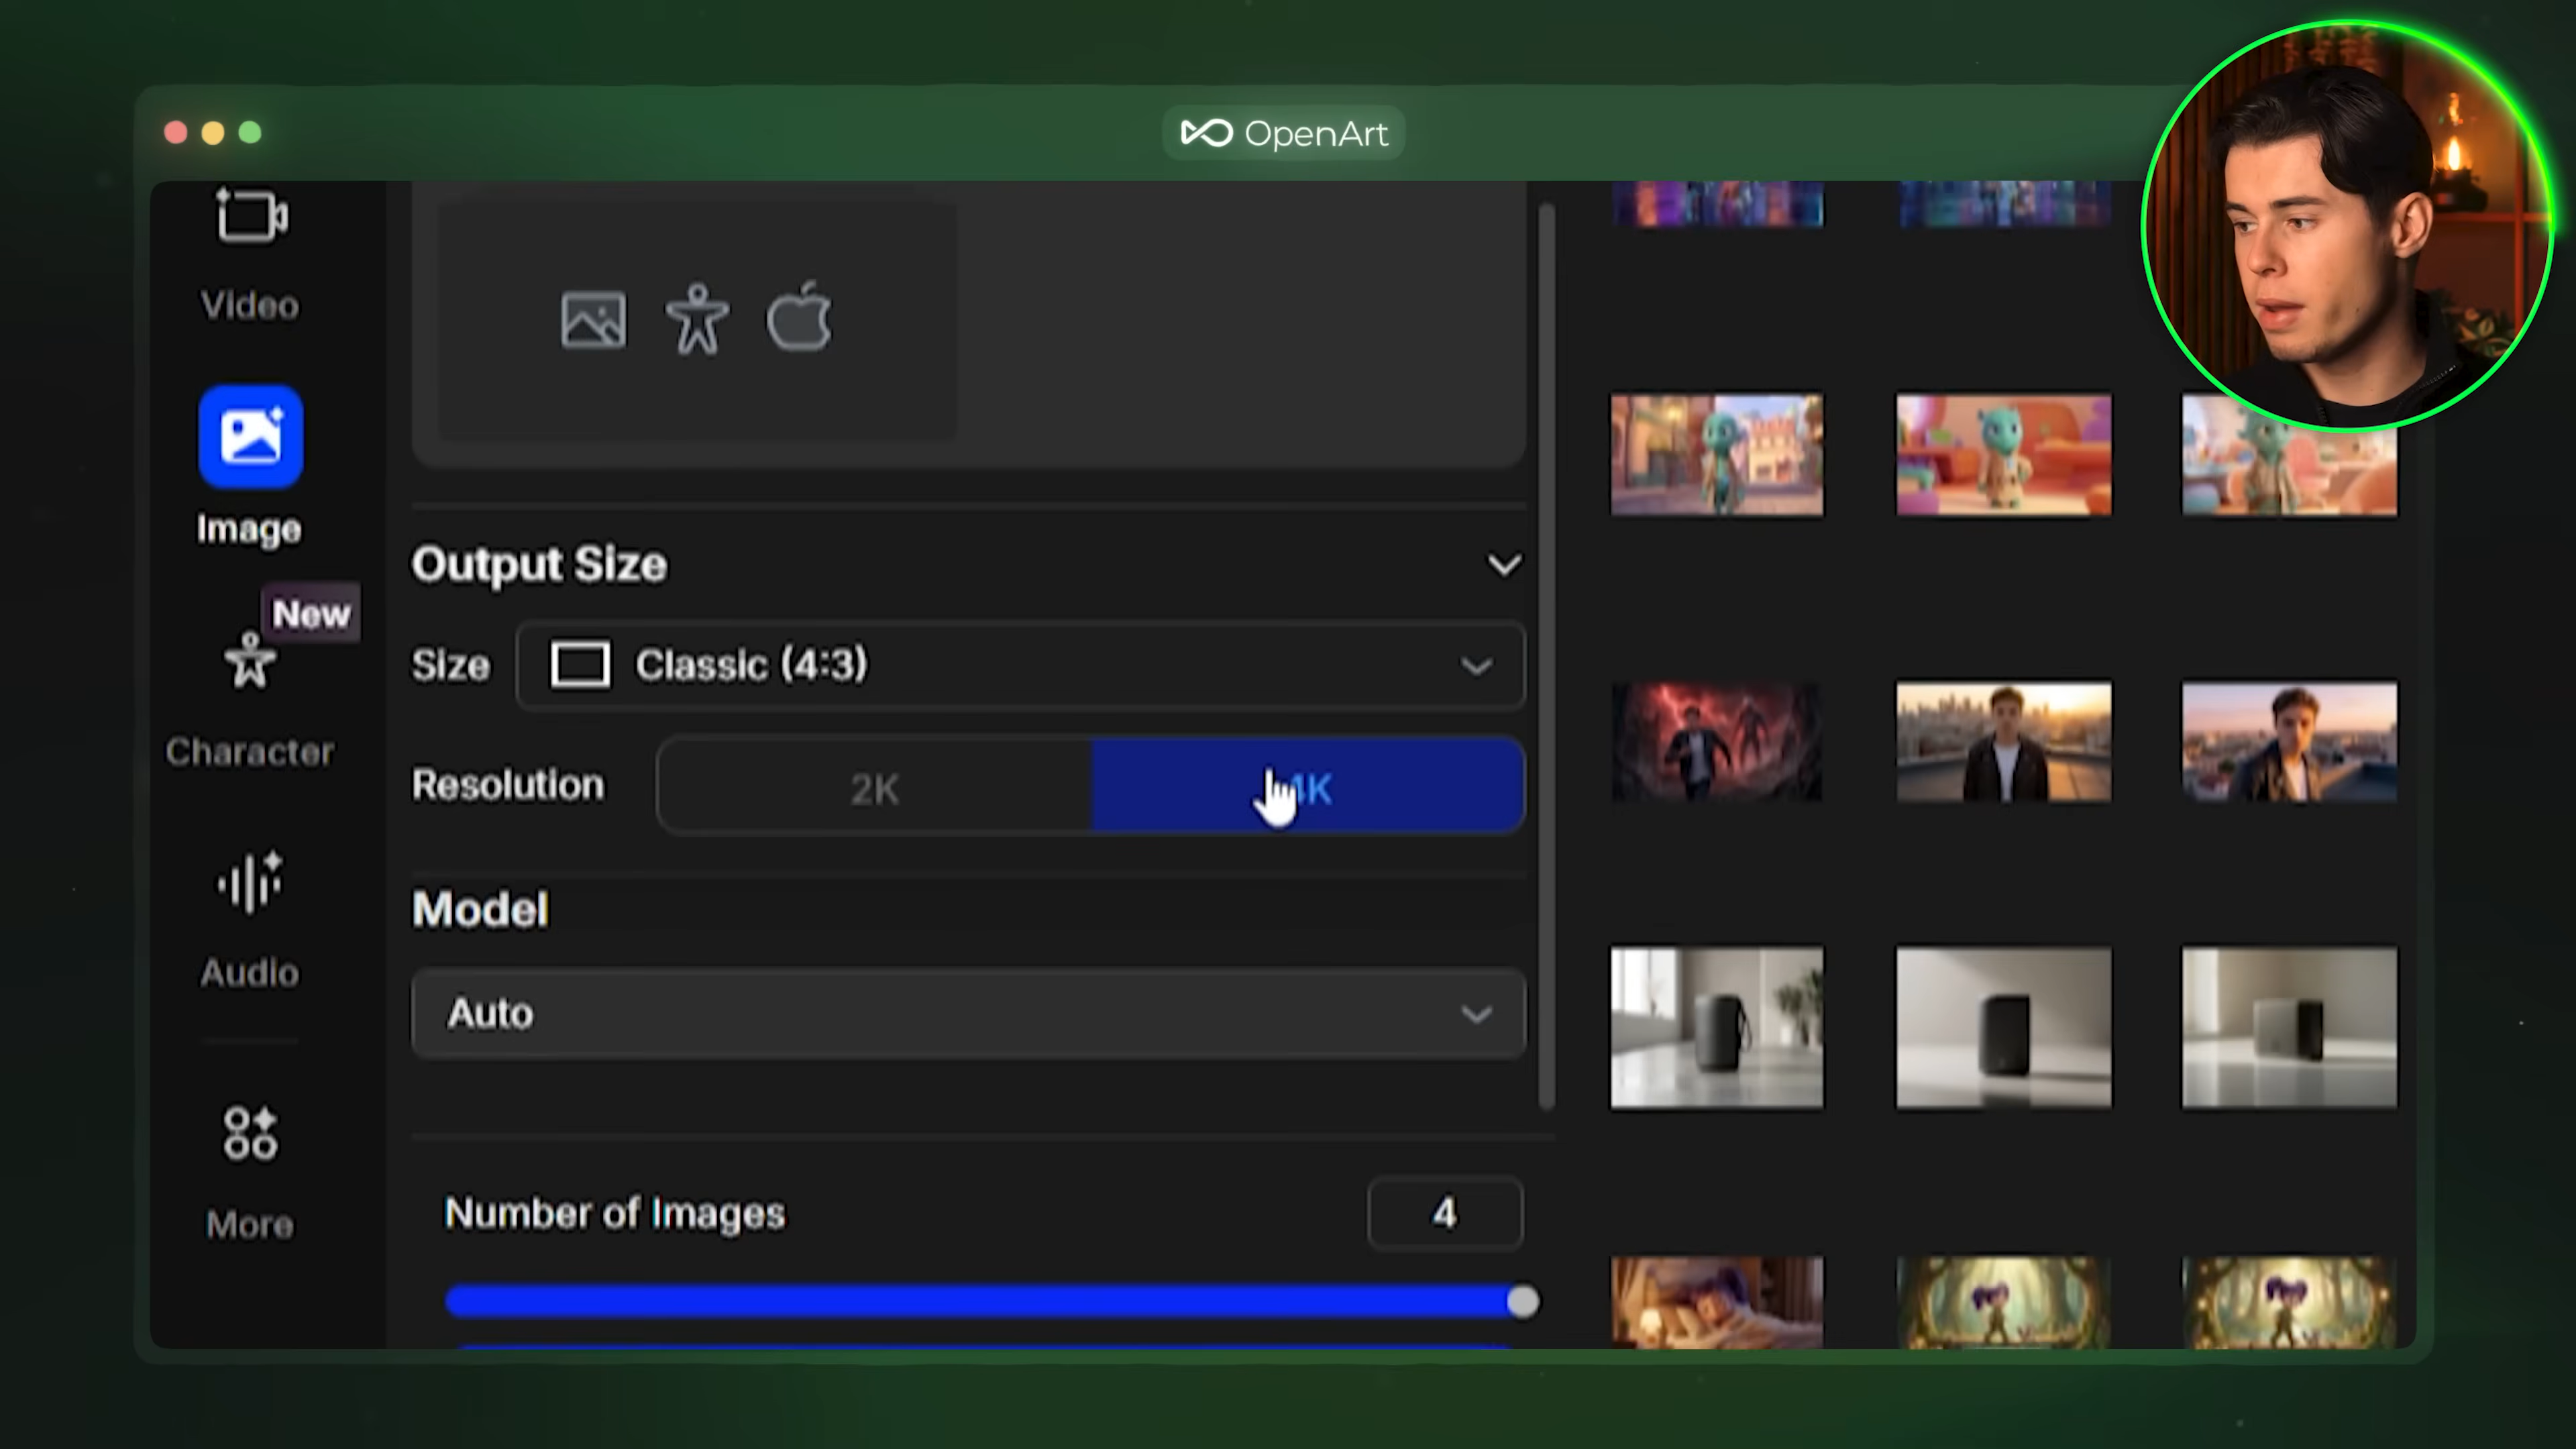 OpenArt
Video
Image
New
Character
Audio
More
Output Size
Size Classic (4:3)
Resolution 2K 4K
Model
Auto
Number of Images 4